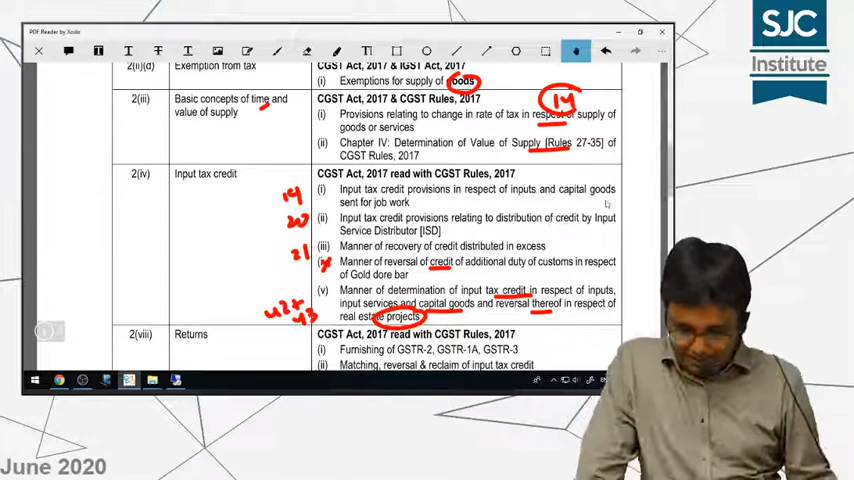 PDF Reader by Xodo
SJC
Institute
2(ii)(d) Exemption from tax CGST Act, 2017 & IGST Act, 2017
(i) Exemptions for supply of goods
2(iii) Basic concepts of time and value of supply
CGST Act, 2017 & CGST Rules, 2017
14
(i) Provisions relating to change in rate of tax in respect of supply of
goods or services
(ii) Chapter IV: Determination of Value of Supply [Rules 27-35] of
CGST Rules, 2017
2(iv) Input tax credit CGST Act, 2017 read with CGST Rules, 2017
19
(i) Input tax credit provisions in respect of inputs and capital goods
sent for job work
20
(ii) Input tax credit provisions relating to distribution of credit by Input
Service Distributor [ISD]
21
(iii) Manner of recovery of credit distributed in excess
Manner of reversal of credit of additional duty of customs in respect
of Gold dore bar
(v) Manner of determination of input tax credit in respect of inputs,
input services and capital goods and reversal thereof in respect of
real estate projects
42+
43
2(viii) Returns CGST Act, 2017 read with CGST Rules, 2017
(i) Furnishing of GSTR-2, GSTR-1A, GSTR-3
(ii) Matching, reversal & reclaim of input tax credit
June 2020